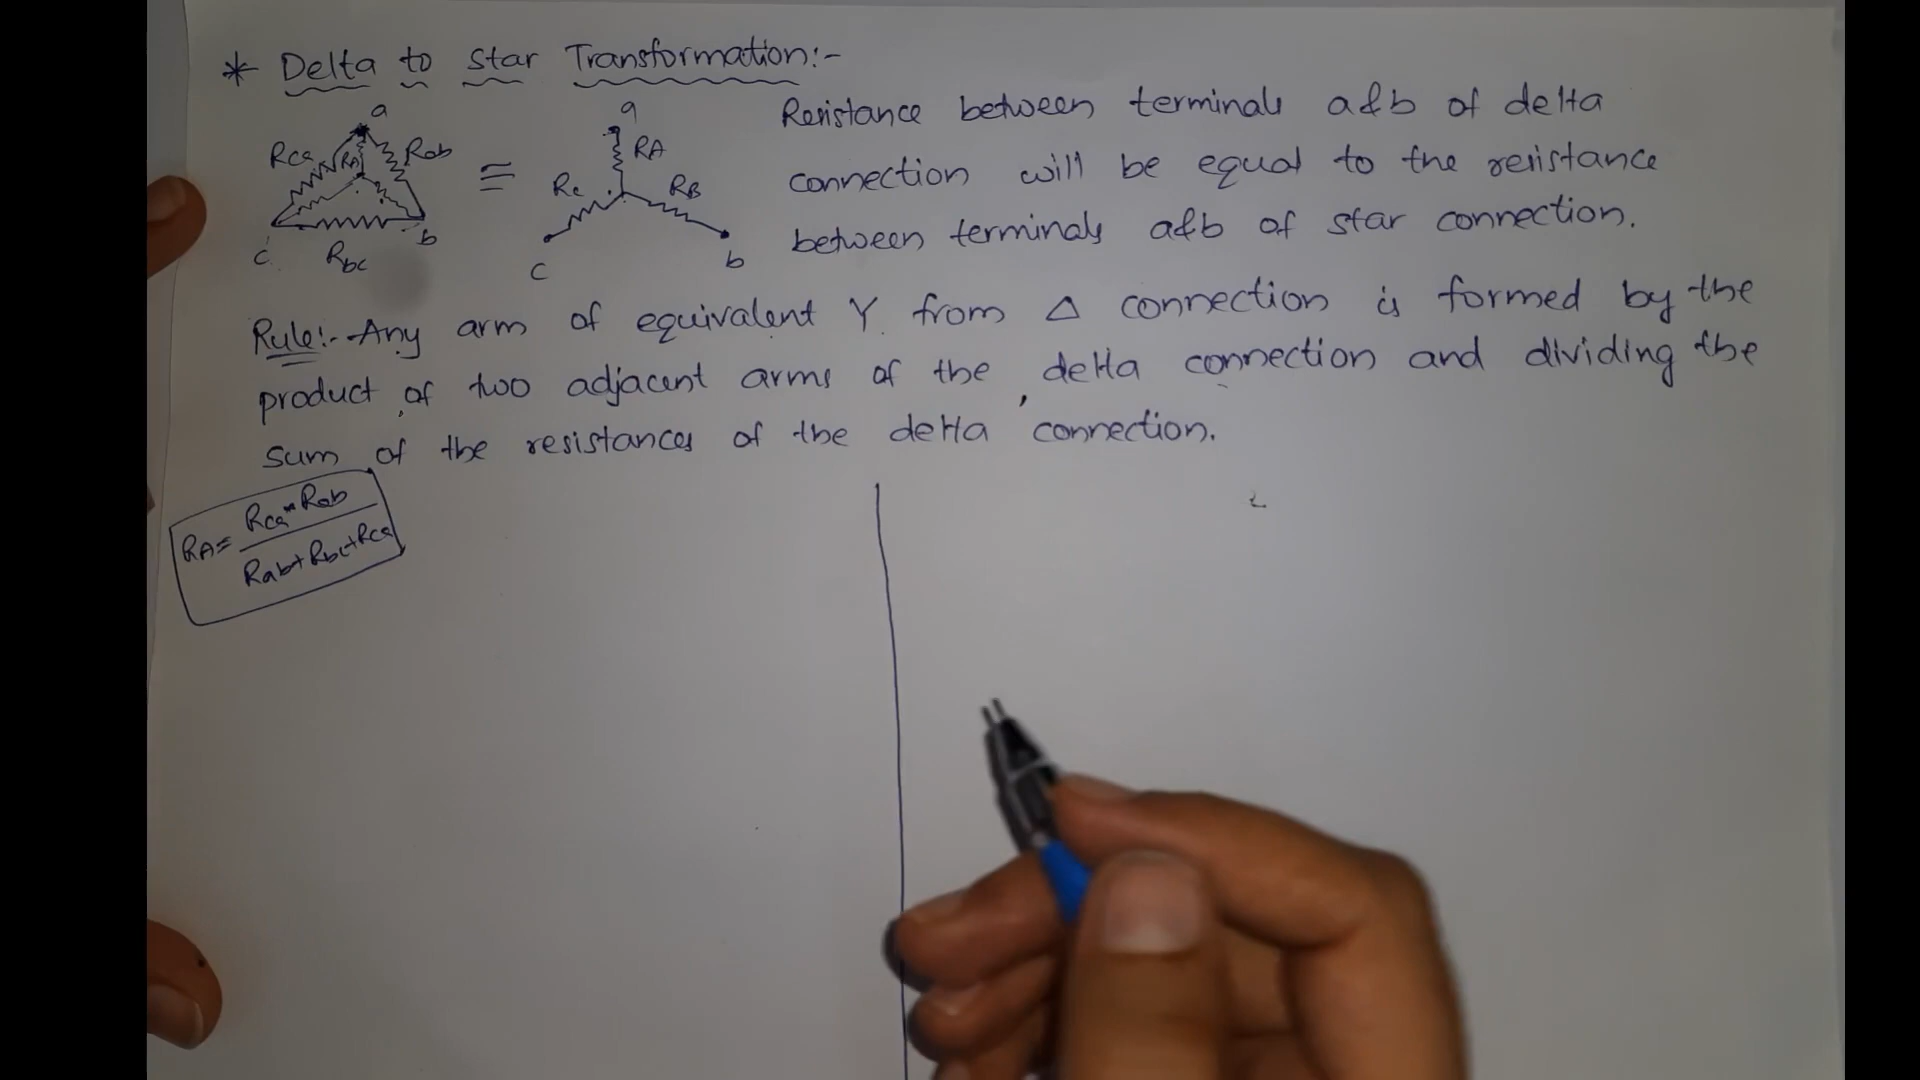 * Delta to Star Transformation:-
a
Rca
RA
Rab
c
Rbc
b
≡
a
RA
Rc
RB
c
b
Resistance between terminals a&b of delta
connection will be equal to the resistance
between terminals a&b of star connection.
Rule:- Any arm of equivalent Y from Δ connection is formed by the
product of two adjacent arms of the delta connection and dividing the
sum of the resistances of the delta connection.
RA = Rca * Rab
Rab + Rbc + Rca